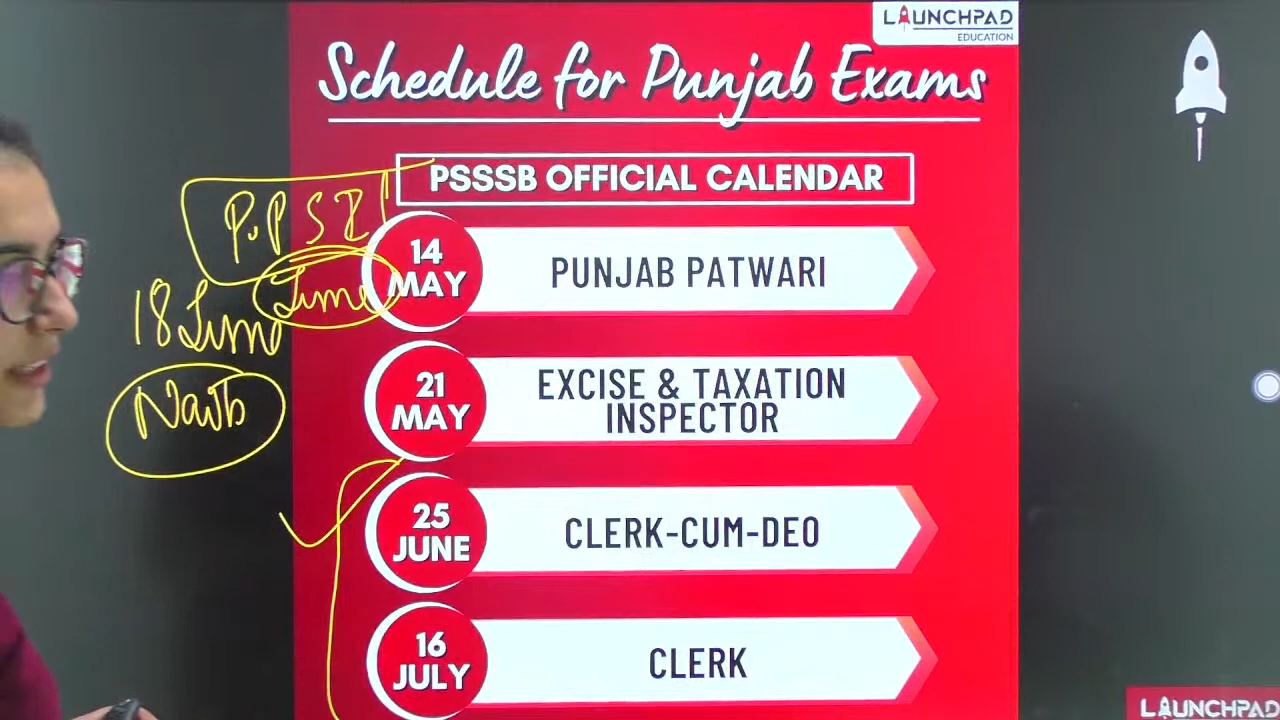 LAUNCHPAD
EDUCATION
Schedule for Punjab Exams
PSSSB OFFICIAL CALENDAR
14
MAY
PUNJAB PATWARI
21
MAY
EXCISE & TAXATION
INSPECTOR
25
JUNE
CLERK-CUM-DEO
16
JULY
CLERK
P.P SI
June
18 June
LAUNCHPAD